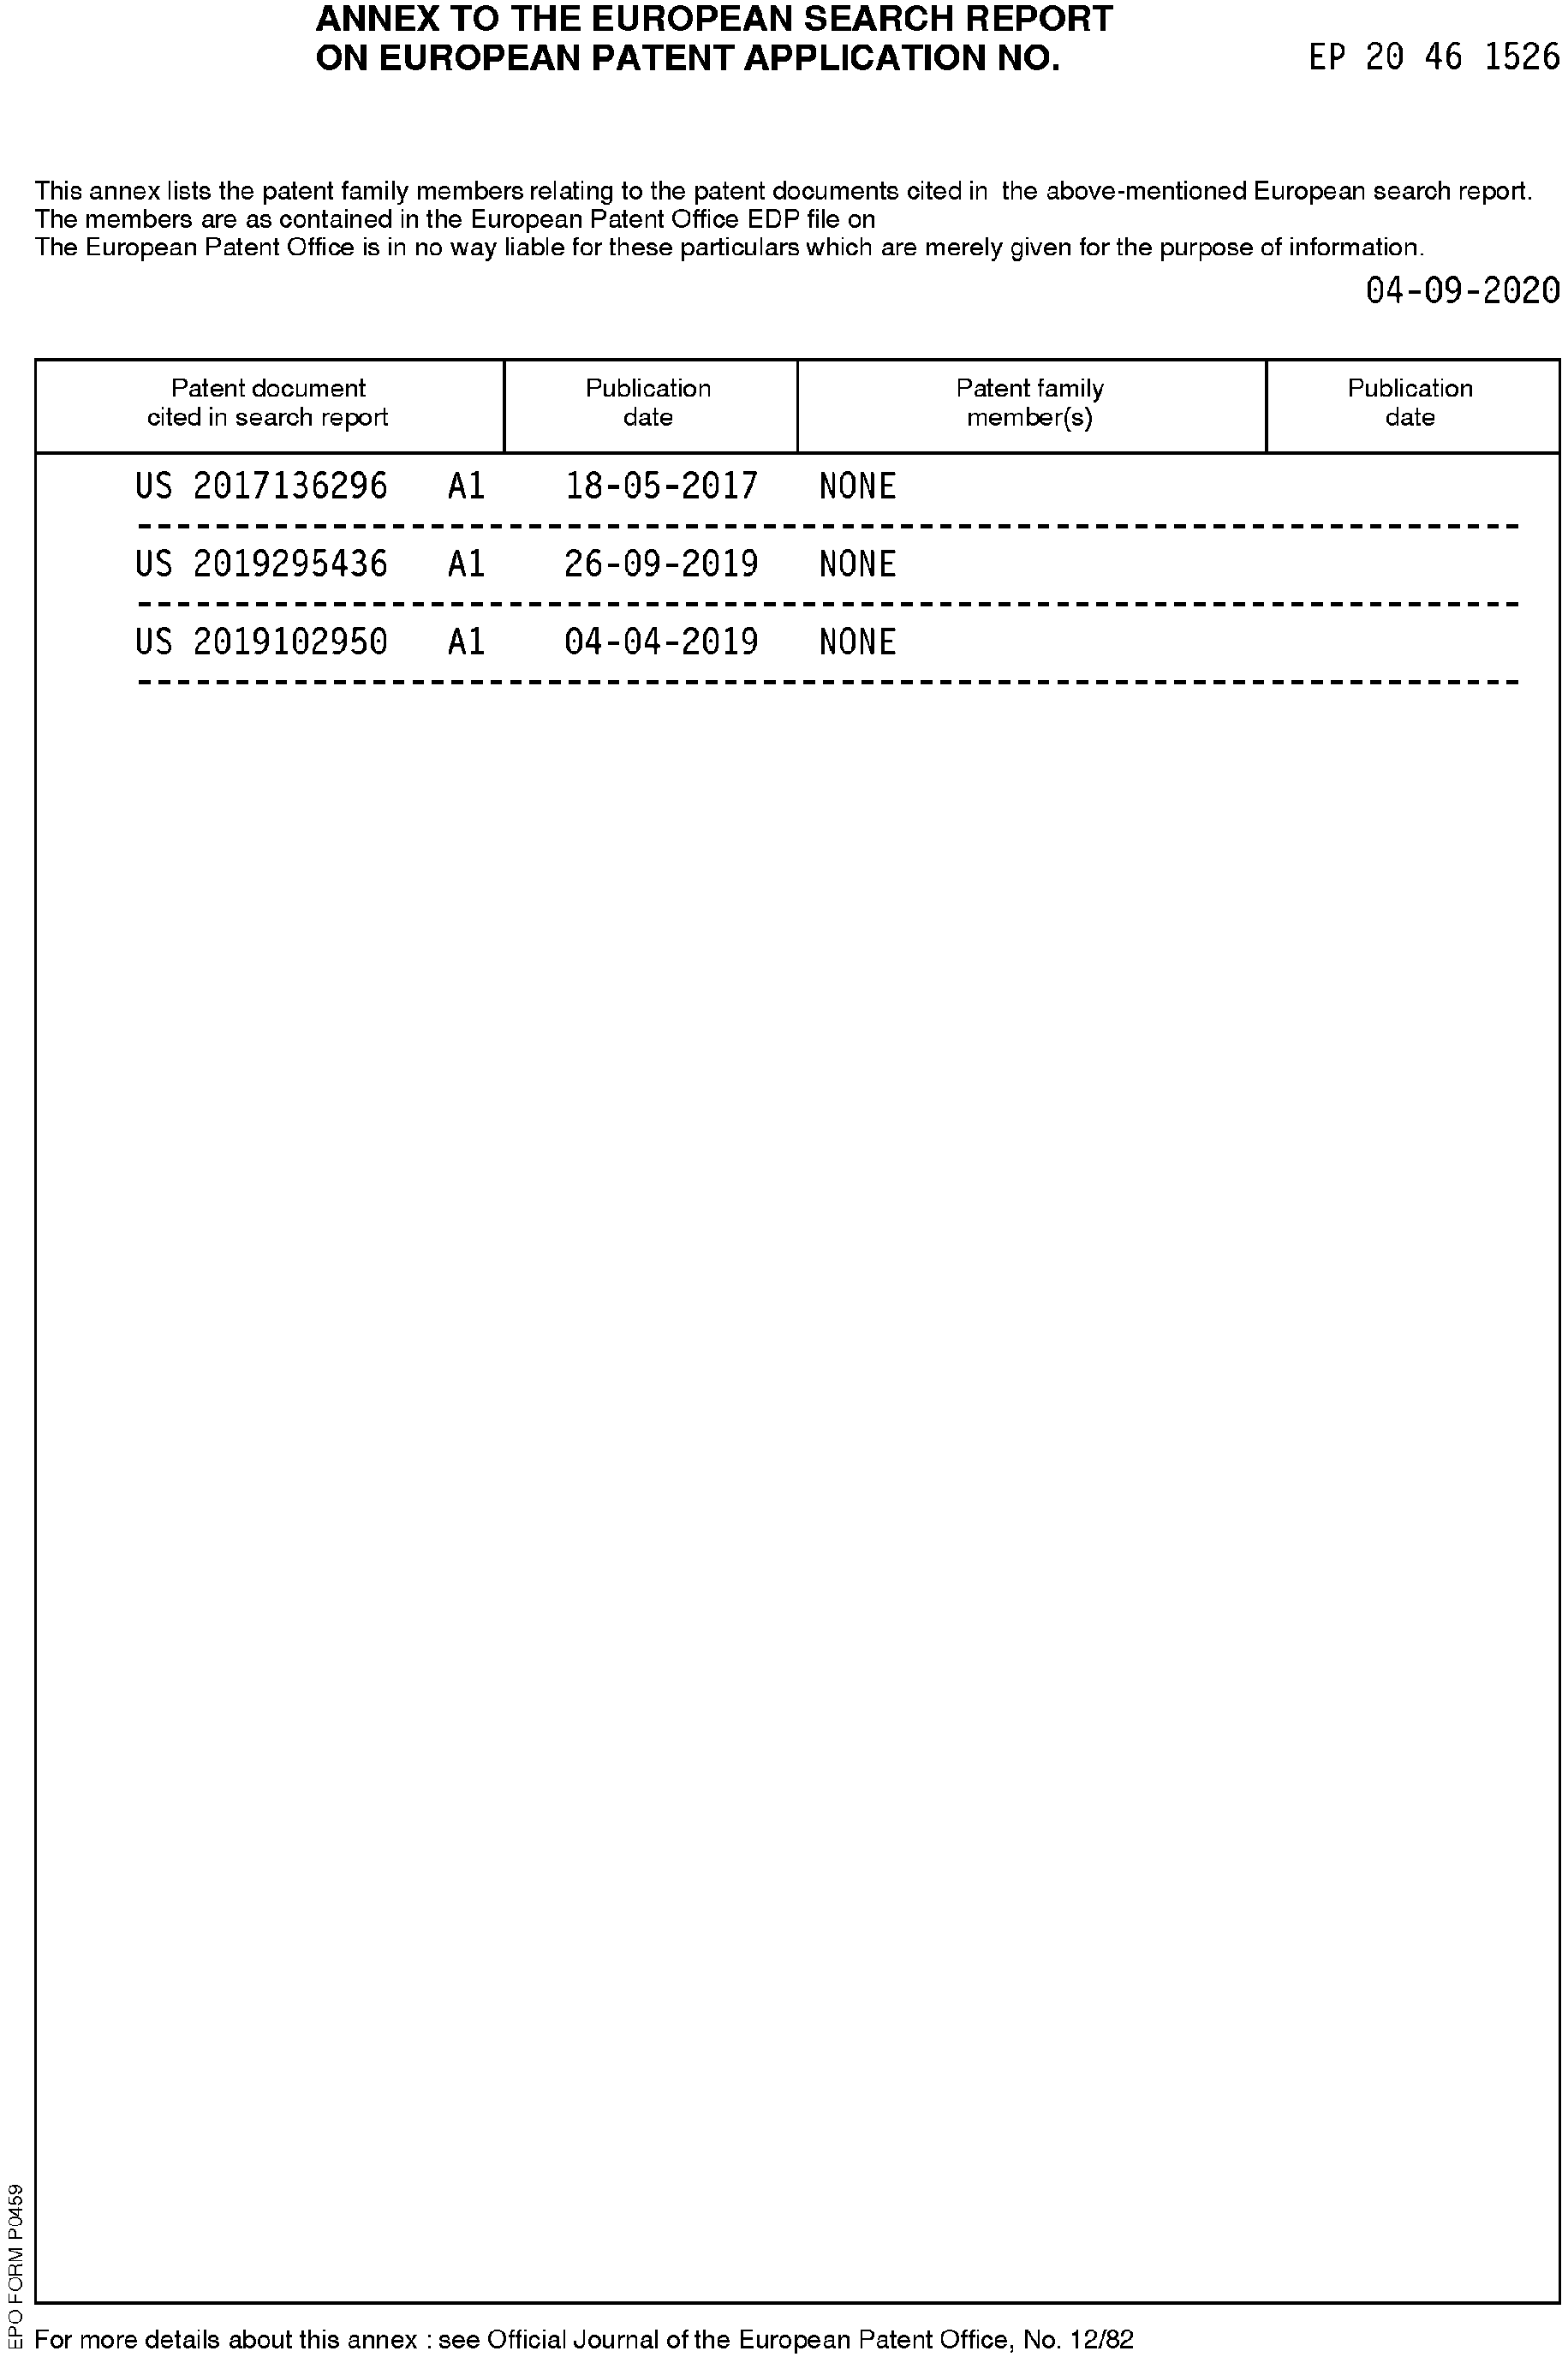 ANNEX TO THE EUROPEAN SEARCH REPORT
ON EUROPEAN PATENT APPLICATION NO. EP 20 46 1526
This annex lists the patent family members relating to the patent documents cited in the above-mentioned European search report.
The members are as contained in the European Patent Office EDP file on
The European Patent Office is in no way liable for these particulars which are merely given for the purpose of information.
04-09-2020
Patent document cited in search report Publication date Patent family member(s) Publication date
US 2017136296 A1 18-05-2017 NONE
US 2019295436 A1 26-09-2019 NONE
US 2019102950 A1 04-04-2019 NONE
EPO FORM P0459
For more details about this annex : see Official Journal of the European Patent Office, No. 12/82